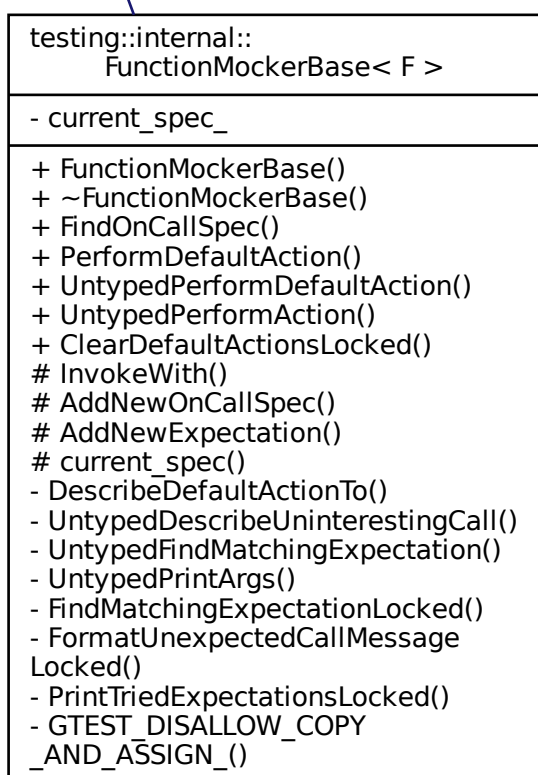 testing::internal::
FunctionMockerBase< F >
- current_spec_
+ FunctionMockerBase()
+ ~FunctionMockerBase()
+ FindOnCallSpec()
+ PerformDefaultAction()
+ UntypedPerformDefaultAction()
+ UntypedPerformAction()
+ ClearDefaultActionsLocked()
# InvokeWith()
# AddNewOnCallSpec()
# AddNewExpectation()
# current_spec()
- DescribeDefaultActionTo()
- UntypedDescribeUninterestingCall()
- UntypedFindMatchingExpectation()
- UntypedPrintArgs()
- FindMatchingExpectationLocked()
- FormatUnexpectedCallMessage
Locked()
- PrintTriedExpectationsLocked()
- GTEST_DISALLOW_COPY
_AND_ASSIGN_()